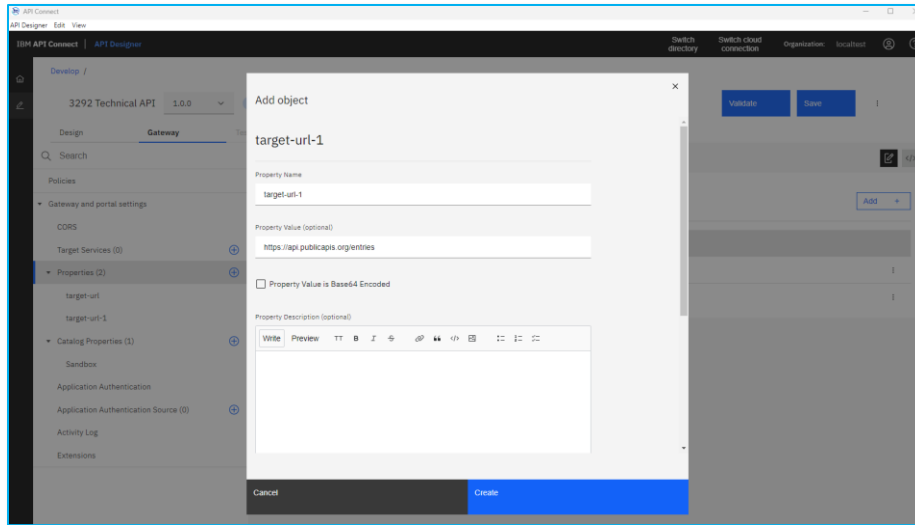 API Connect
API Designer Edit View
IBM API Connect | API Designer
Switch directory
Switch cloud connection
Organization: localtest
Develop /
3292 Technical API 1.0.0
Validate
Save
Design Gateway
Search
Policies
Gateway and portal settings
CORS
Target Services (0)
Properties (2)
target-url
target-url-1
Catalog Properties (1)
Sandbox
Application Authentication
Application Authentication Source (0)
Activity Log
Extensions
Add +
Add object
target-url-1
Property Name
target-url-1
Property Value (optional)
https://api.publicapis.org/entries
Property Value is Base64 Encoded
Property Description (optional)
Write Preview TT B I S
Cancel
Create